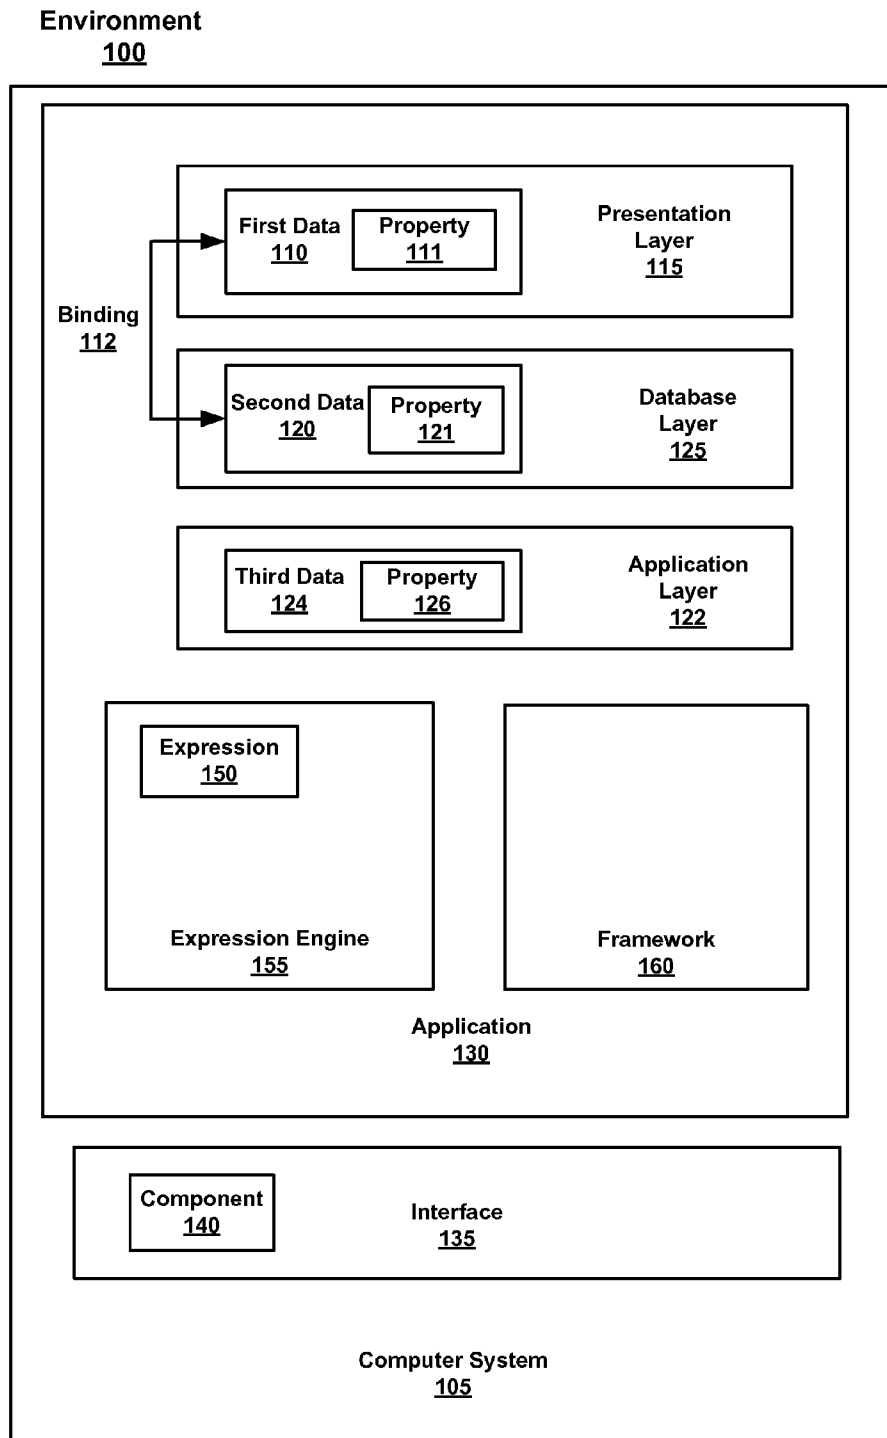 Environment
100
First Data
110
Property
111
Presentation
Layer
115
Binding
112
Second Data
120
Property
121
Database
Layer
125
Third Data
124
Property
126
Application
Layer
122
Expression
150
Expression Engine
155
Framework
160
Application
130
Component
140
Interface
135
Computer System
105